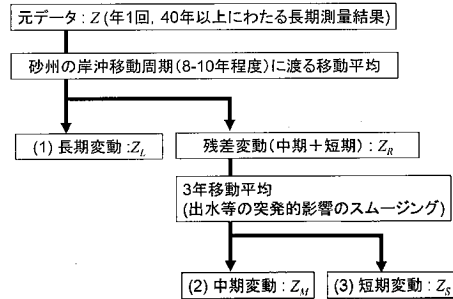 元データ : Z (年1回, 40年以上にわたる長期測量結果)
砂州の岸沖移動周期(8-10年程度)に渡る移動平均
(1) 長期変動 :Z_L
残差変動(中期+短期) : Z_R
3年移動平均
(出水等の突発的影響のスムージング)
(2) 中期変動 : Z_M
(3) 短期変動 : Z_S